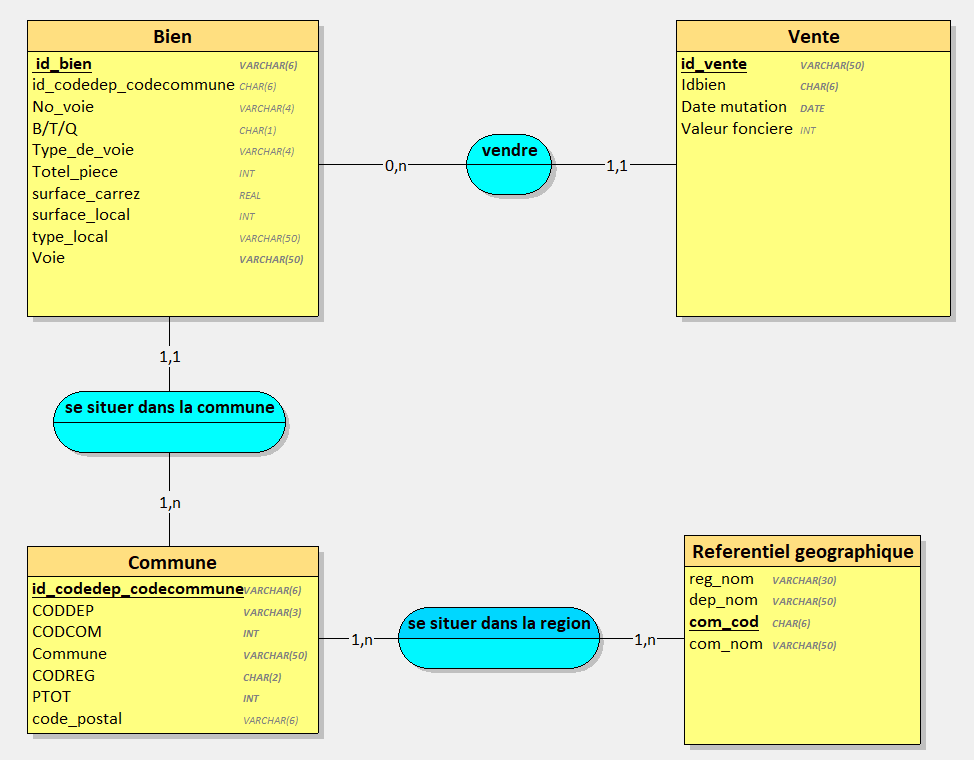 Bien
id_bien VARCHAR(6)
id_codedep_codecommune CHAR(6)
No_voie VARCHAR(4)
B/T/Q CHAR(1)
Type_de_voie VARCHAR(4)
Totel_piece INT
surface_carrez REAL
surface_local INT
type_local VARCHAR(50)
Voie VARCHAR(50)
0,n
vendre
1,1
Vente
id_vente VARCHAR(50)
Idbien CHAR(6)
Date mutation DATE
Valeur fonciere INT
1,1
se situer dans la commune
1,n
Commune
id_codedep_codecommune VARCHAR(6)
CODDEP VARCHAR(3)
CODCOM INT
Commune VARCHAR(50)
CODREG CHAR(2)
PTOT INT
code_postal VARCHAR(6)
1,n
se situer dans la region
1,n
Referentiel geographique
reg_nom VARCHAR(30)
dep_nom VARCHAR(50)
com_cod CHAR(6)
com_nom VARCHAR(50)